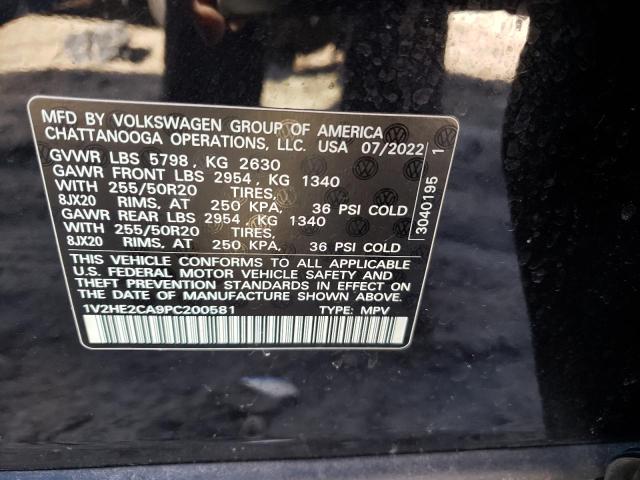 MFD BY VOLKSWAGEN GROUP OF AMERICA
CHATTANOOGA OPERATIONS, LLC. USA 07/2022
GVWR LBS 5798 , KG 2630
GAWR FRONT LBS 2954 , KG 1340
WITH 255/50R20 TIRES,
8JX20 RIMS, AT 250 KPA, 36 PSI COLD
GAWR REAR LBS 2954 , KG 1340
WITH 255/50R20 TIRES,
8JX20 RIMS, AT 250 KPA, 36 PSI COLD
THIS VEHICLE CONFORMS TO ALL APPLICABLE
U.S. FEDERAL MOTOR VEHICLE SAFETY AND
THEFT PREVENTION STANDARDS IN EFFECT ON
THE DATE OF MANUFACTURE SHOWN ABOVE.
1V2HE2CA9PC200581 TYPE: MPV
3040195 1